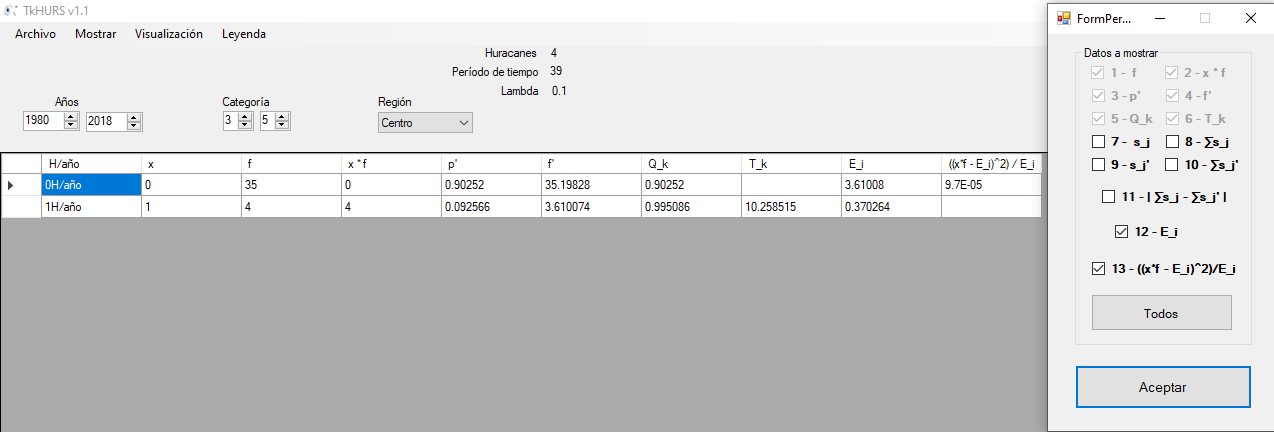 TkHURS v1.1
Archivo Mostrar Visualización Leyenda
Huracanes 4
Período de tiempo 39
Lambda 0.1
Años Categoría Región
1980 2018 3 5 Centro
H/año x f x * f p' f' Q_k T_k E_i ((x*f - E_i)^2) / E_i
0H/año 0 35 0 0.90252 35.19828 0.90252 3.61008 9.7E-05
1H/año 1 4 4 0.092566 3.610074 0.995086 10.258515 0.370264
FormPer...
Datos a mostrar
1 - f 2 - x * f
3 - p' 4 - f'
5 - Q_k 6 - T_k
7 - s_j 8 - ∑s_j
9 - s_j' 10 - ∑s_j'
11 - | ∑s_j - ∑s_j' |
12 - E_i
13 - ((x*f - E_i)^2)/E_i
Todos
Aceptar